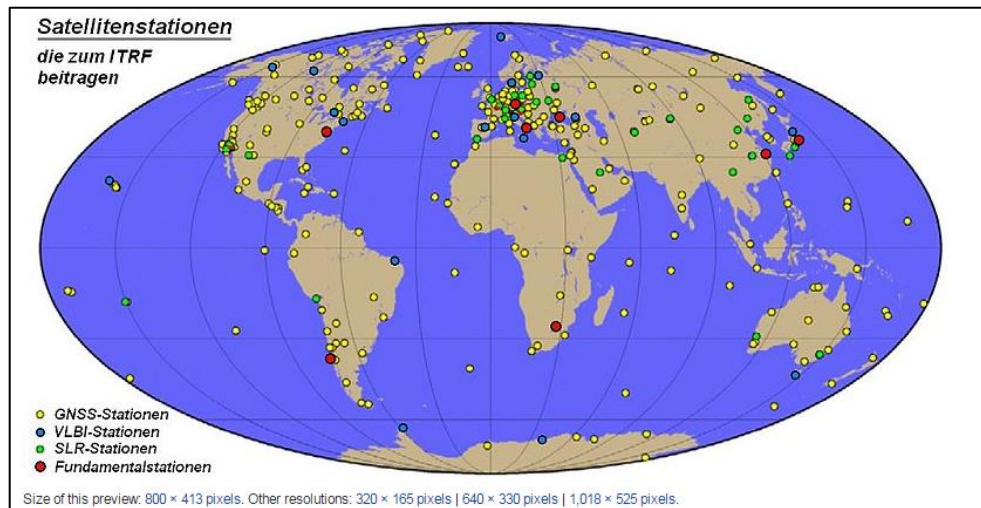 Satellitenstationen
die zum ITRF
beitragen
GNSS-Stationen
VLBI-Stationen
SLR-Stationen
Fundamentalstationen
Size of this preview: 800 × 413 pixels. Other resolutions: 320 × 165 pixels | 640 × 330 pixels | 1,018 × 525 pixels.